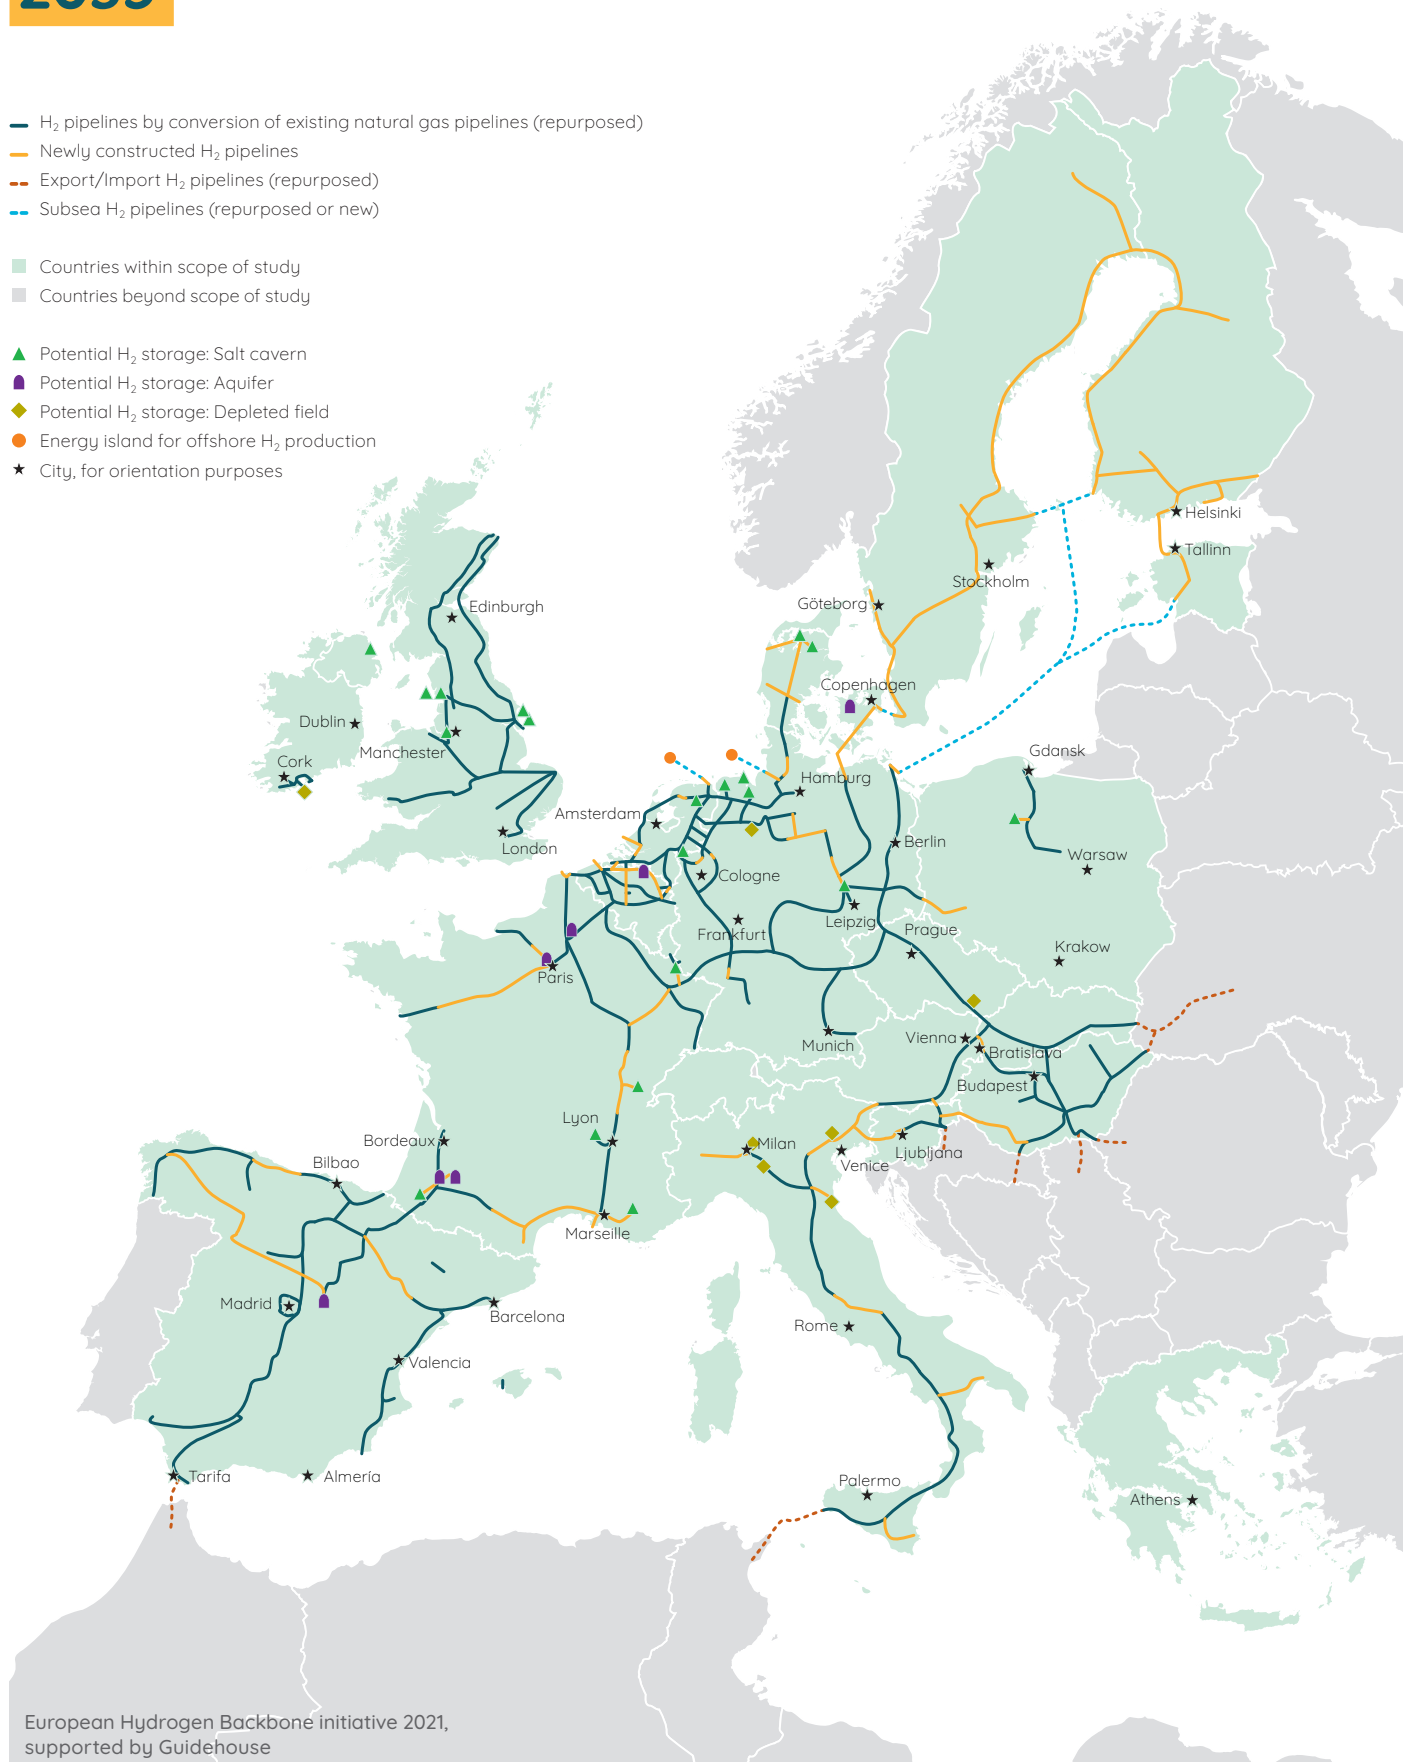 2035
H₂ pipelines by conversion of existing natural gas pipelines (repurposed)
Newly constructed H₂ pipelines
Export/Import H₂ pipelines (repurposed)
Subsea H₂ pipelines (repurposed or new)
Countries within scope of study
Countries beyond scope of study
Potential H₂ storage: Salt cavern
Potential H₂ storage: Aquifer
Potential H₂ storage: Depleted field
Energy island for offshore H₂ production
City, for orientation purposes
Helsinki
Tallinn
Stockholm
Göteborg
Edinburgh
Copenhagen
Dublin
Manchester
Gdansk
Cork
Hamburg
Amsterdam
Berlin
London
Warsaw
Cologne
Leipzig
Frankfurt
Prague
Krakow
Paris
Vienna
Munich
Bratislava
Budapest
Lyon
Bordeaux
Milan
Ljubljana
Bilbao
Venice
Marseille
Madrid
Barcelona
Rome
Valencia
Tarifa
Almería
Palermo
Athens
European Hydrogen Backbone initiative 2021,
supported by Guidehouse